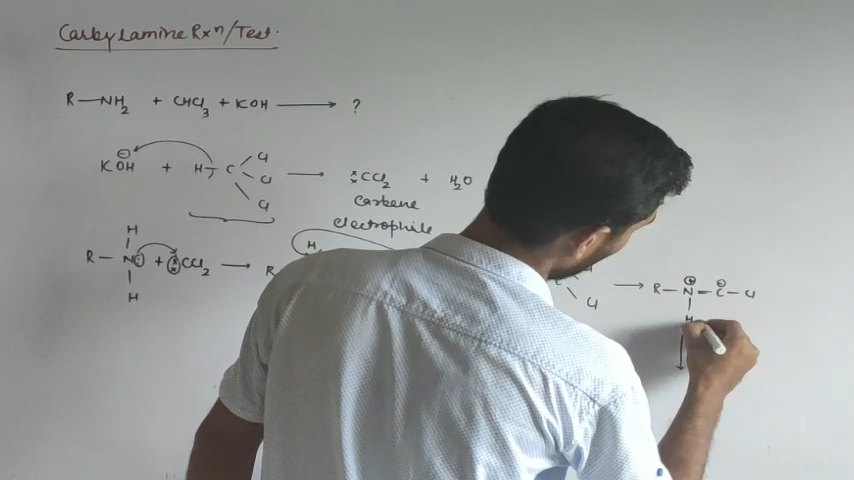 Carbylamine Rxⁿ/Test.
R—NH₂ + CHCl₃ + KOH ⟶ ?
KOH⊖ + H–C Cl Cl Cl ⟶ :CCl₂ + H₂O
Carbene
electrophile
H H H
R–N: + :CCl₂ ⟶ R Cl ⟶ R–N⊕=C⊖–Cl
H H